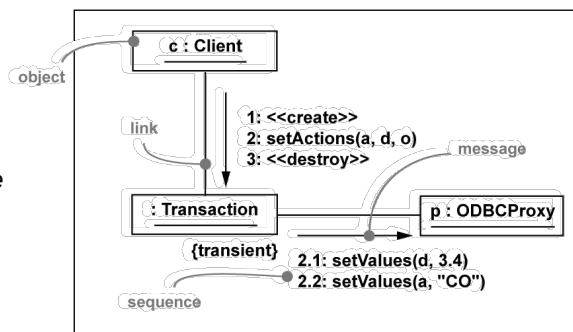 c : Client
object
1: <<create>>
link
2: setActions(a, d, o)
3: <<destroy>>
message
e
: Transaction
p : ODBCProxy
{transient}
2.1: setValues(d, 3.4)
2.2: setValues(a, "CO")
sequence